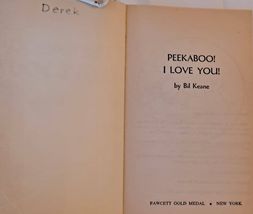 Derek
PEEKABOO!
I LOVE YOU!
by Bil Keane
FAWCETT GOLD MEDAL • NEW YORK